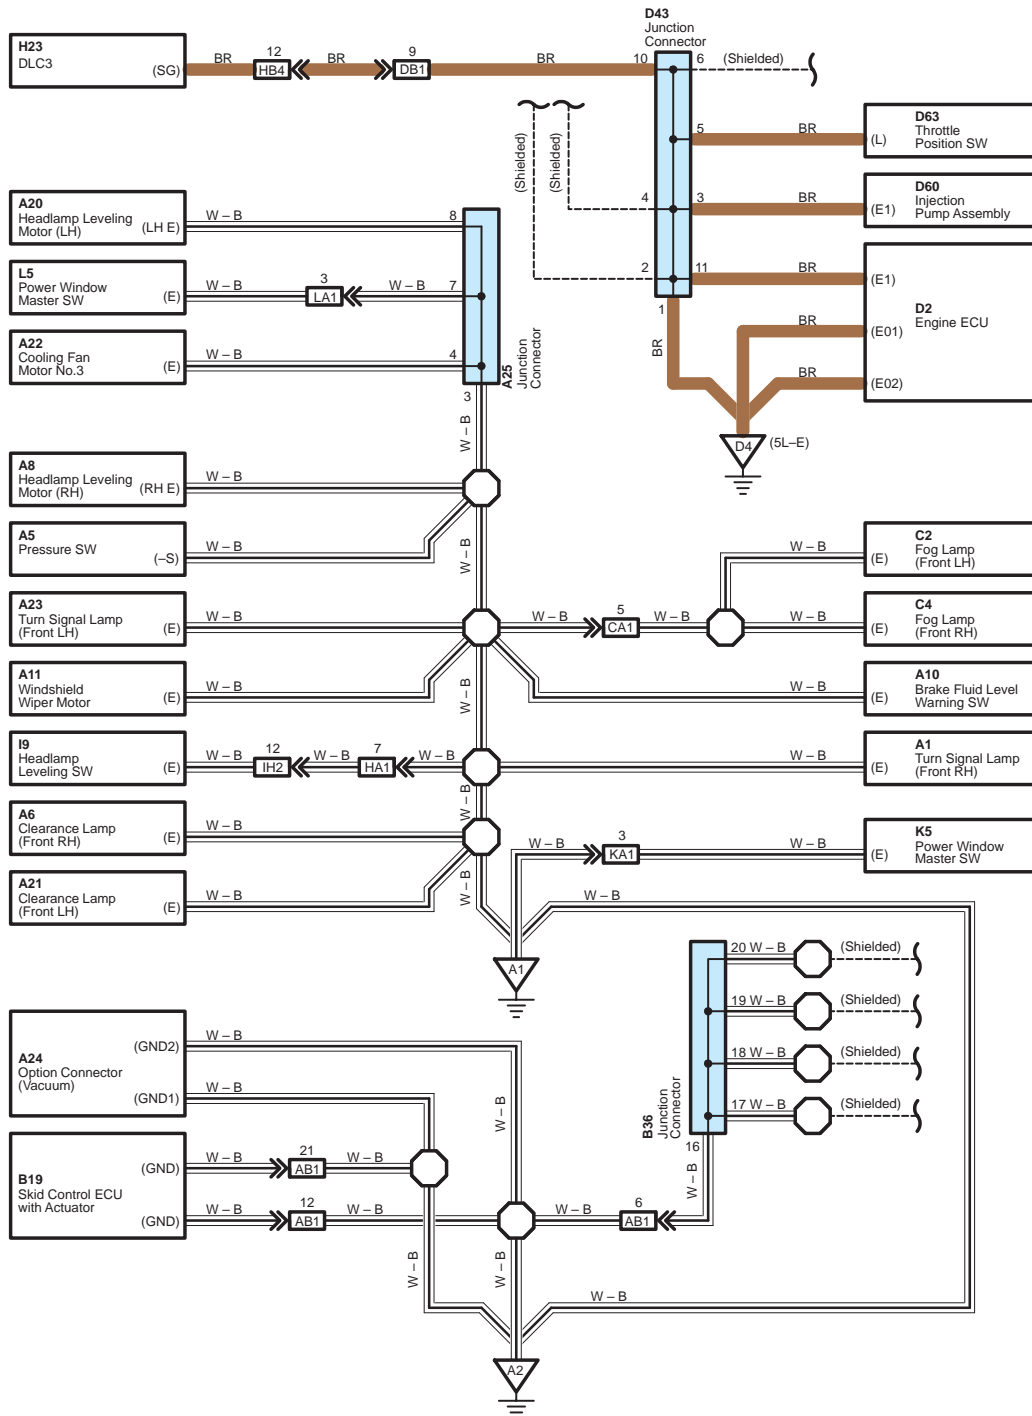 H23
DLC3
(SG)
BR
12
HB4
BR
9
DB1
BR
10
D43
Junction
Connector
6
(Shielded)
5
BR
(L)
D63
Throttle
Position SW
(Shielded)
(Shielded)
4
3
BR
(E1)
D60
Injection
Pump Assembly
2
11
BR
(E1)
1
BR
BR
(E01)
D2
Engine ECU
BR
(E02)
D4
(5L–E)
A20
Headlamp Leveling
Motor (LH)
(LH E)
W – B
8
L5
Power Window
Master SW
(E)
W – B
3
LA1
W – B
7
A22
Cooling Fan
Motor No.3
(E)
W – B
4
A25
Junction
Connector
3
W – B
A8
Headlamp Leveling
Motor (RH)
(RH E)
W – B
A5
Pressure SW
(–S)
W – B
W – B
C2
Fog Lamp
(Front LH)
(E)
W – B
A23
Turn Signal Lamp
(Front LH)
(E)
W – B
W – B
5
CA1
W – B
W – B
(E)
C4
Fog Lamp
(Front RH)
A11
Windshield
Wiper Motor
(E)
W – B
W – B
W – B
(E)
A10
Brake Fluid Level
Warning SW
I9
Headlamp
Leveling SW
(E)
W – B
12
IH2
W – B
7
HA1
W – B
W – B
(E)
A1
Turn Signal Lamp
(Front RH)
W – B
A6
Clearance Lamp
(Front RH)
(E)
W – B
W – B
3
KA1
W – B
(E)
K5
Power Window
Master SW
A21
Clearance Lamp
(Front LH)
(E)
W – B
W – B
W – B
W – B
A1
20 W – B
(Shielded)
19 W – B
(Shielded)
18 W – B
(Shielded)
17 W – B
(Shielded)
B36
Junction
Connector
16
W – B
A24
Option Connector
(Vacuum)
(GND2)
W – B
(GND1)
W – B
W – B
B19
Skid Control ECU
with Actuator
(GND)
W – B
21
AB1
W – B
(GND)
W – B
12
AB1
W – B
W – B
6
AB1
W – B
W – B
W – B
A2